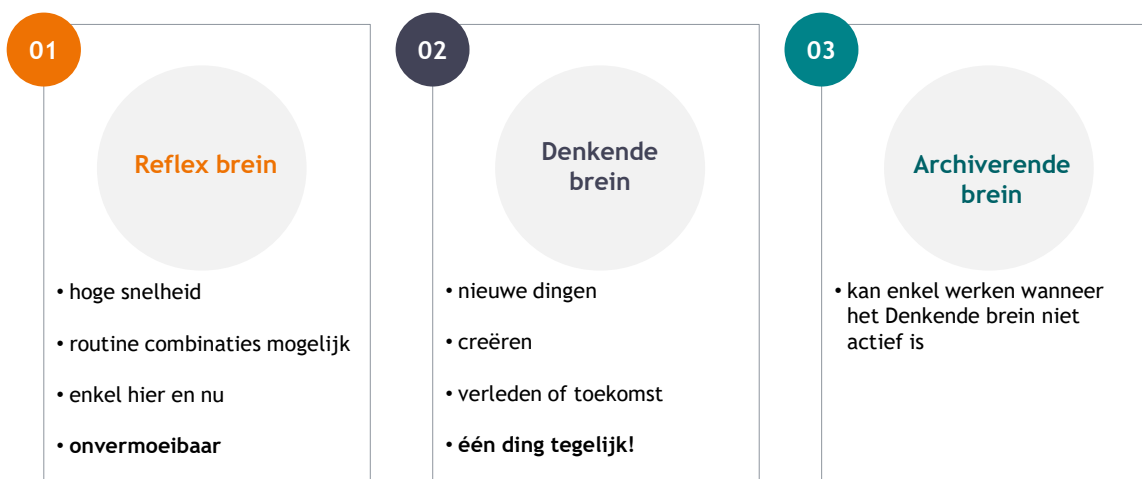 01
Reflex brein
• hoge snelheid
• routine combinaties mogelijk
• enkel hier en nu
• onvermoeibaar
02
Denkende
brein
• nieuwe dingen
• creëren
• verleden of toekomst
• één ding tegelijk!
03
Archiverende
brein
• kan enkel werken wanneer
het Denkende brein niet
actief is